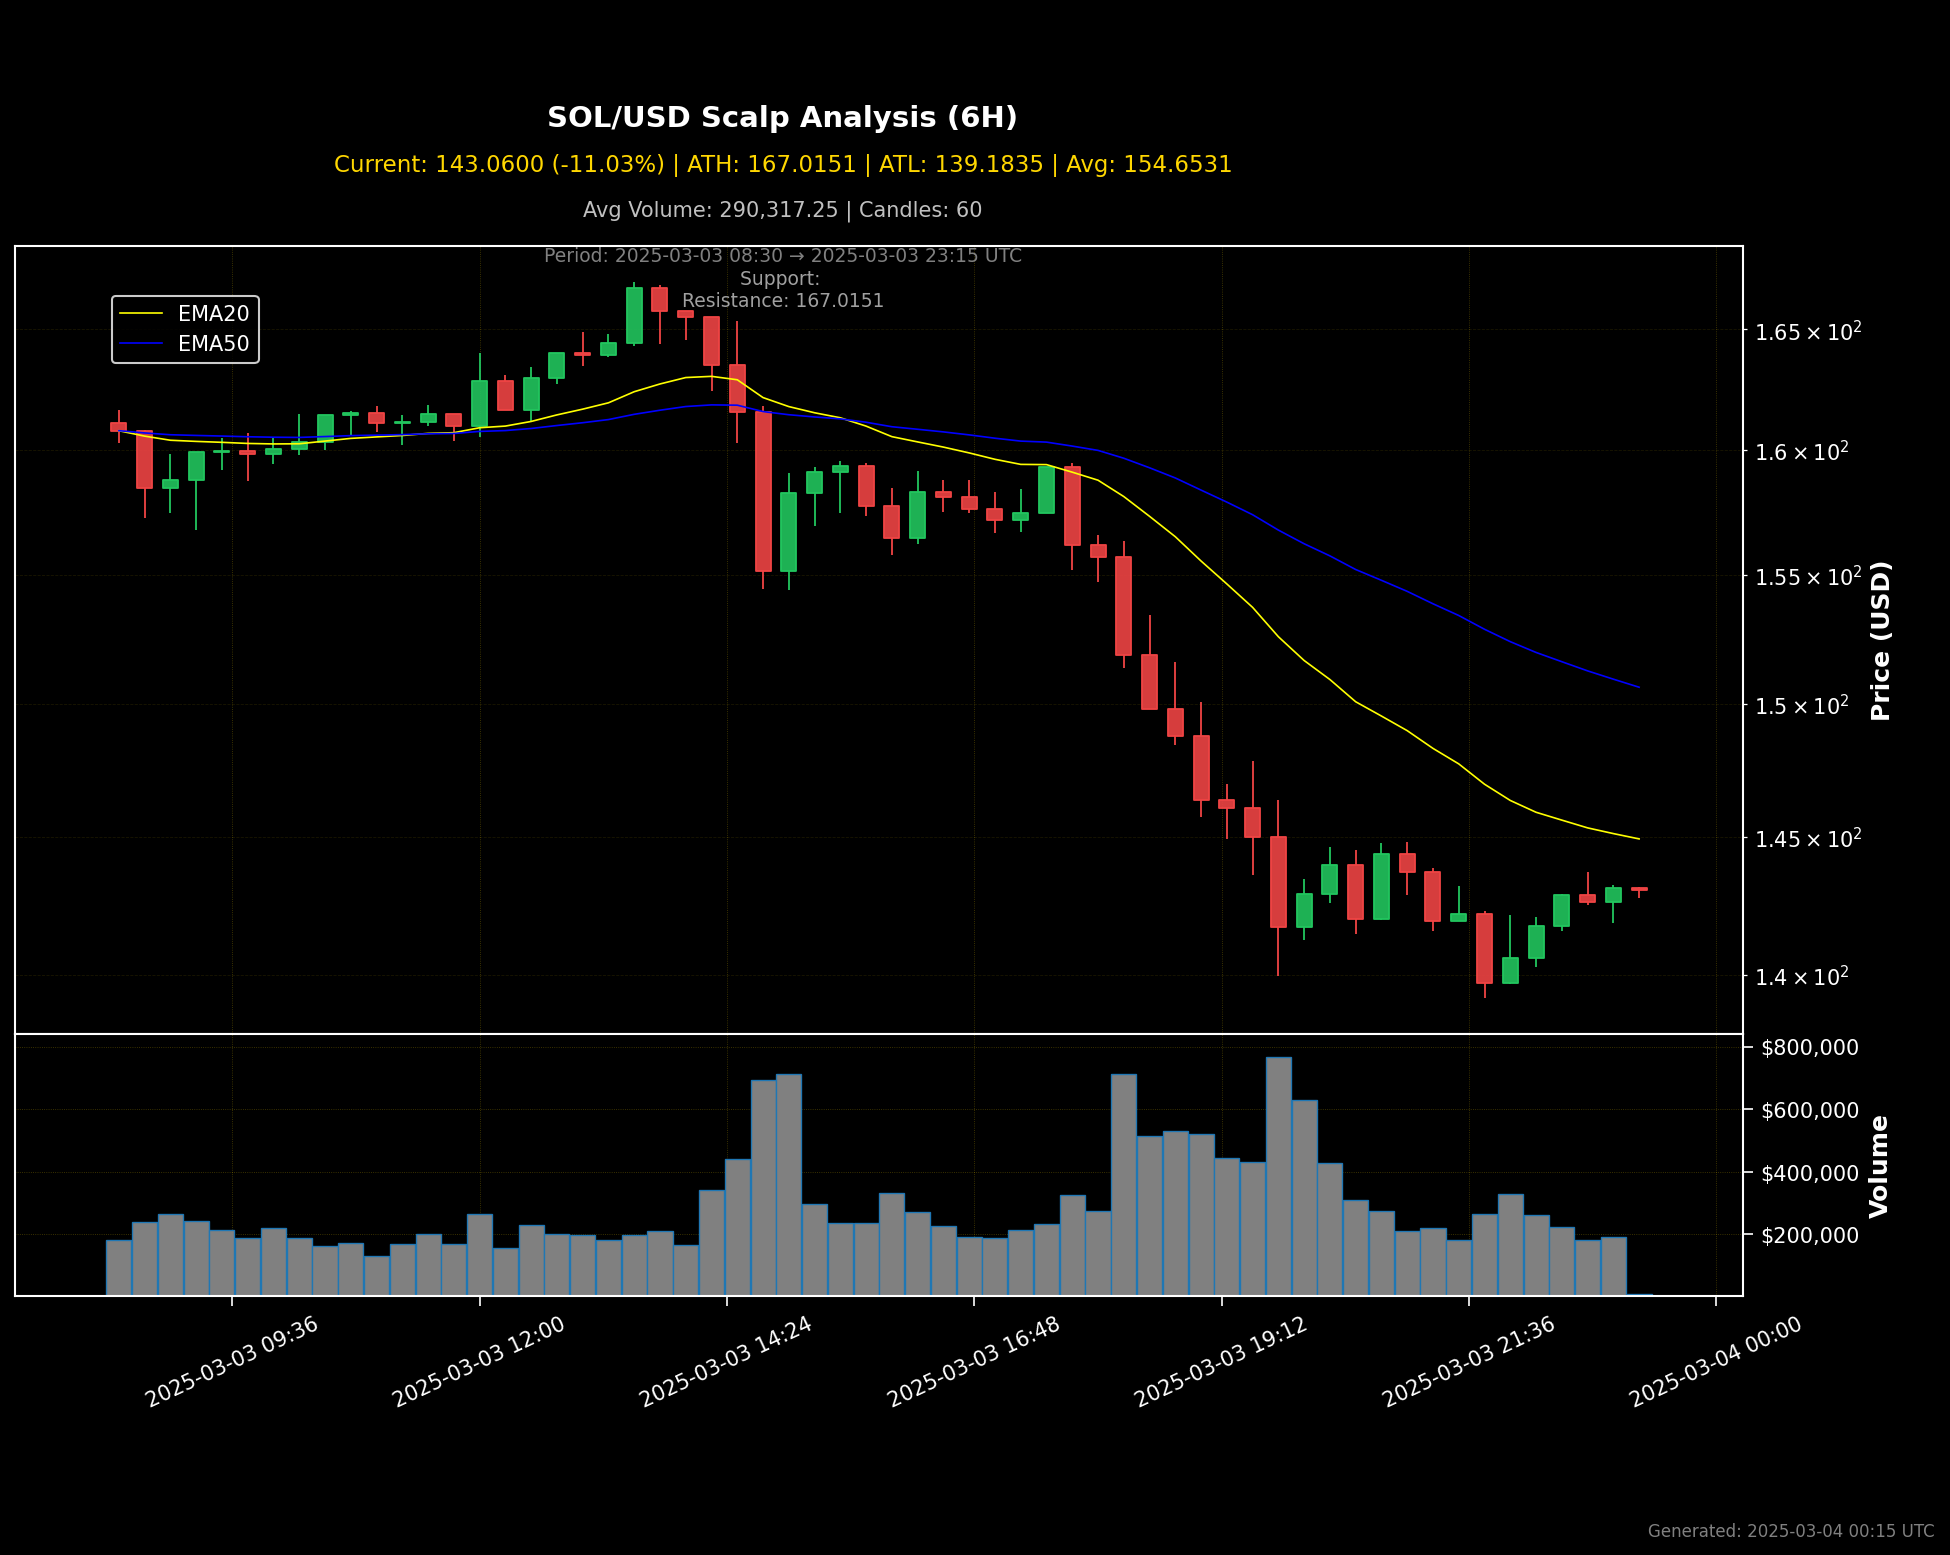 SOL/USD Scalp Analysis (6H)
Current: 143.0600 (-11.03%) | ATH: 167.0151 | ATL: 139.1835 | Avg: 154.6531
Avg Volume: 290,317.25 | Candles: 60
Period: 2025-03-03 08:30 → 2025-03-03 23:15 UTC
Support:
Resistance: 167.0151
EMA20
EMA50
1.65 × 10²
1.6 × 10²
1.55 × 10²
1.5 × 10²
1.45 × 10²
1.4 × 10²
Price (USD)
$800,000
$600,000
$400,000
$200,000
Volume
2025-03-03 09:36
2025-03-03 12:00
2025-03-03 14:24
2025-03-03 16:48
2025-03-03 19:12
2025-03-03 21:36
2025-03-04 00:00
Generated: 2025-03-04 00:15 UTC